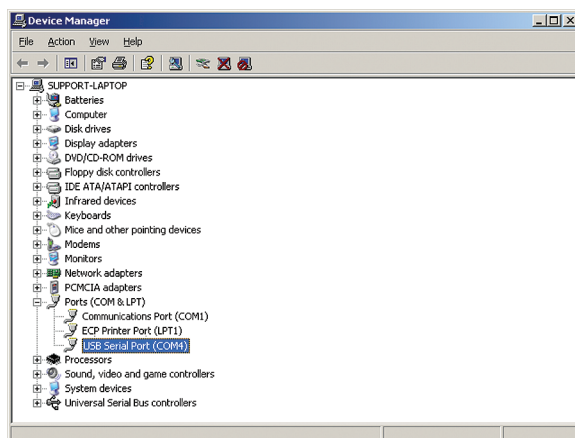 Device Manager
File Action View Help
SUPPORT-LAPTOP
Batteries
Computer
Disk drives
Display adapters
DVD/CD-ROM drives
Floppy disk controllers
IDE ATA/ATAPI controllers
Infrared devices
Keyboards
Mice and other pointing devices
Modems
Monitors
Network adapters
PCMCIA adapters
Ports (COM & LPT)
Communications Port (COM1)
ECP Printer Port (LPT1)
USB Serial Port (COM4)
Processors
Sound, video and game controllers
System devices
Universal Serial Bus controllers